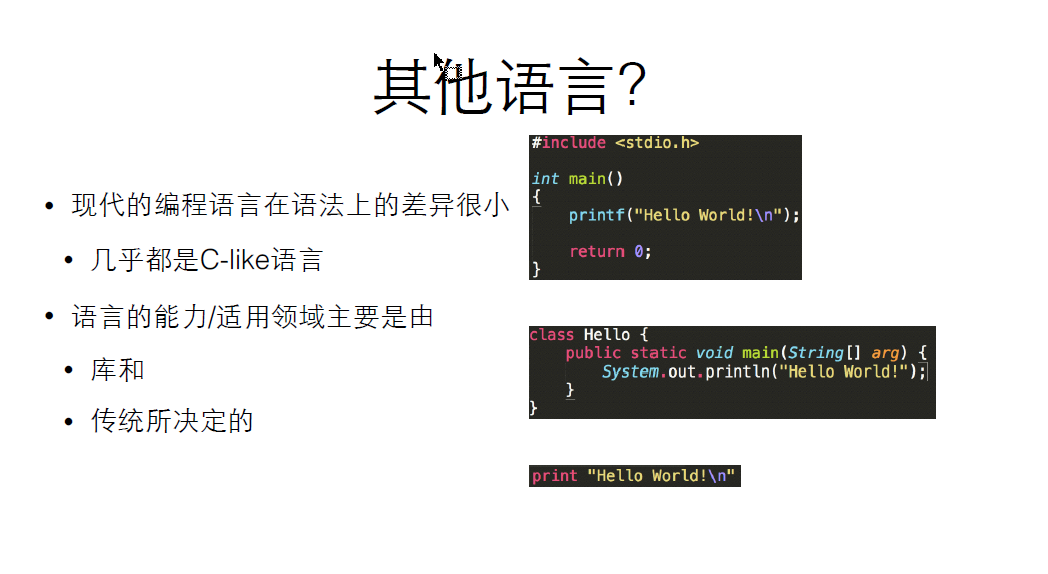 其他语言?
现代的编程语言在语法上的差异很小
几乎都是C-like语言
语言的能力/适用领域主要是由
库和
传统所决定的
#include <stdio.h>
int main()
{
printf("Hello World!\n");
return 0;
}
class Hello {
public static void main(String[] arg) {
System.out.println("Hello World!");
}
}
print "Hello World!\n"